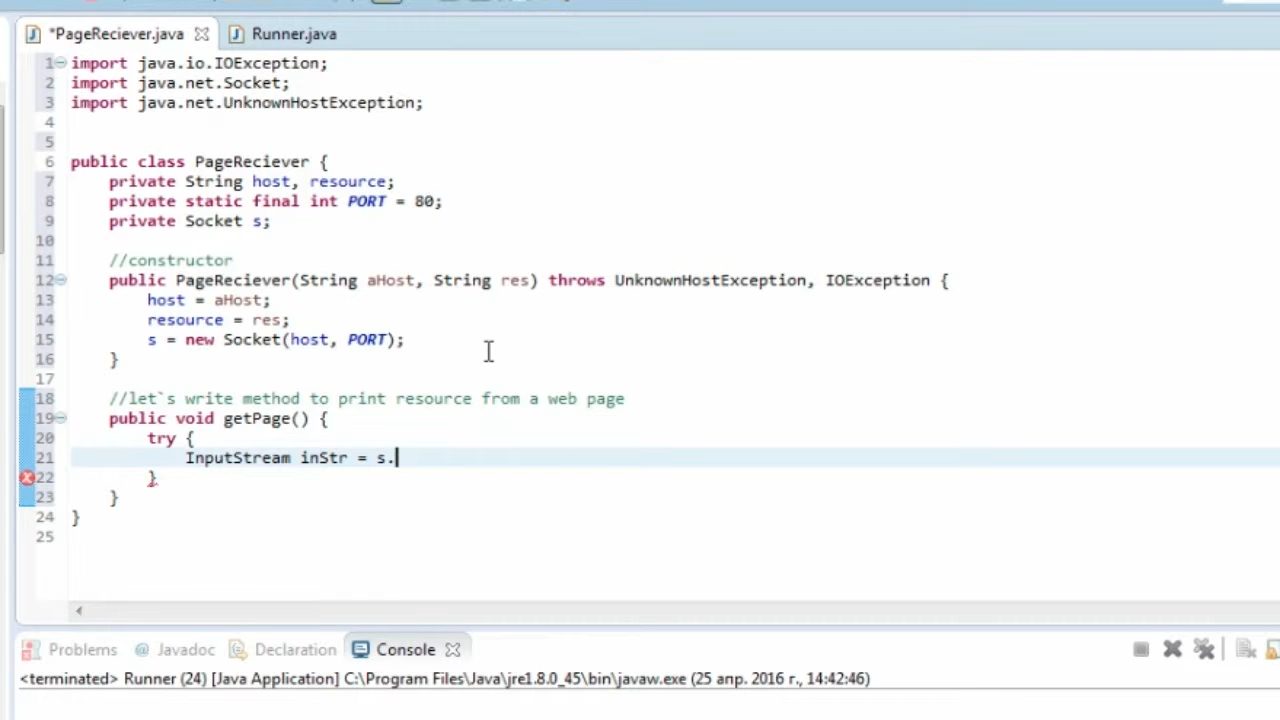 *PageReciever.java
Runner.java
1 import java.io.IOException;
2 import java.net.Socket;
3 import java.net.UnknownHostException;
4
5
6 public class PageReciever {
7     private String host, resource;
8     private static final int PORT = 80;
9     private Socket s;
10
11     //constructor
12     public PageReciever(String aHost, String res) throws UnknownHostException, IOException {
13         host = aHost;
14         resource = res;
15         s = new Socket(host, PORT);
16     }
17
18     //let`s write method to print resource from a web page
19     public void getPage() {
20         try {
21             InputStream inStr = s.
22         }
23     }
24 }
25
Problems @ Javadoc Declaration Console
<terminated> Runner (24) [Java Application] C:\Program Files\Java\jre1.8.0_45\bin\javaw.exe (25 апр. 2016 г., 14:42:46)